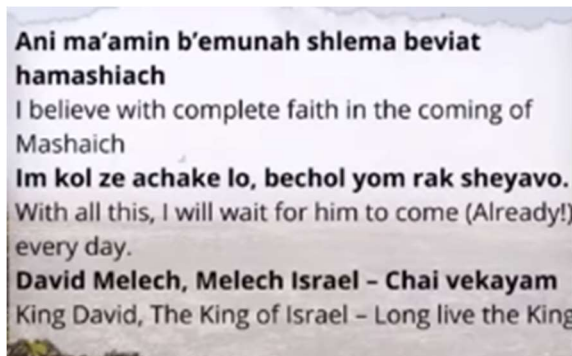 Ani ma’amin b’emunah shlema beviat
hamashiach
I believe with complete faith in the coming of
Mashaich
Im kol ze achake lo, bechol yom rak sheyavo.
With all this, I will wait for him to come (Already!)
every day.
David Melech, Melech Israel – Chai vekayam
King David, The King of Israel – Long live the King